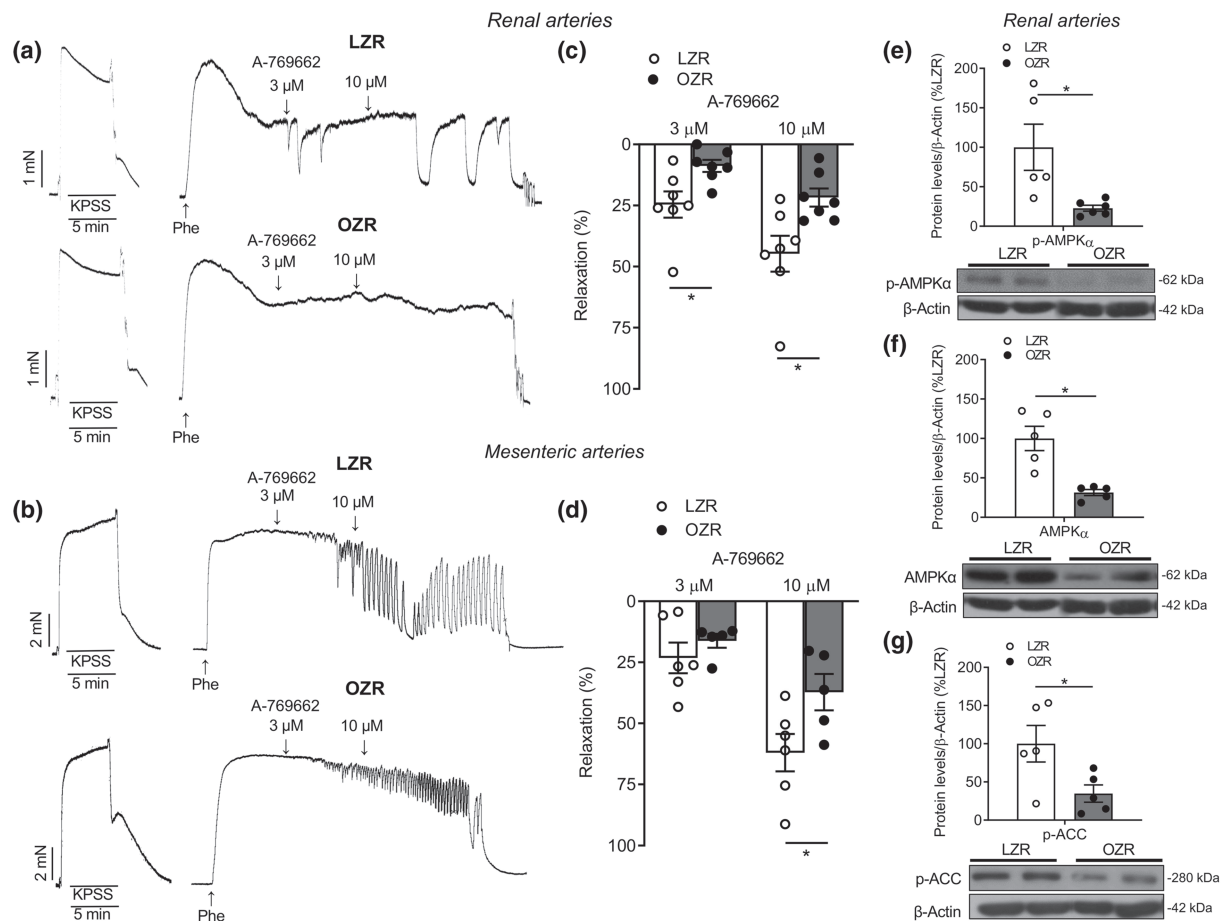 Renal arteries
(a)
LZR
A-769662
3 µM
10 µM
1 mN
KPSS
5 min
↑
Phe
OZR
A-769662
3 µM
10 µM
1 mN
KPSS
5 min
↑
Phe
(c)
LZR
OZR
A-769662
3 μM
10 μM
Relaxation (%)
0
25
50
75
100
*
*
Mesenteric arteries
(b)
LZR
A-769662
3 µM
10 µM
2 mN
KPSS
5 min
↑
Phe
OZR
A-769662
3 µM
10 µM
2 mN
KPSS
5 min
↑
Phe
(d)
LZR
OZR
A-769662
3 μM
10 μM
Relaxation (%)
0
25
50
75
100
*
Renal arteries
(e)
LZR
OZR
Protein levels/β-Actin (%LZR)
200
150
100
50
0
*
p-AMPKα
LZR OZR
p-AMPKα -62 kDa
β-Actin -42 kDa
(f)
LZR
OZR
Protein levels/β-Actin (%LZR)
200
150
100
50
0
*
AMPKα
LZR OZR
AMPKα -62 kDa
β-Actin -42 kDa
(g)
LZR
OZR
Protein levels/β-Actin (%LZR)
200
150
100
50
0
*
p-ACC
LZR OZR
p-ACC -280 kDa
β-Actin -42 kDa